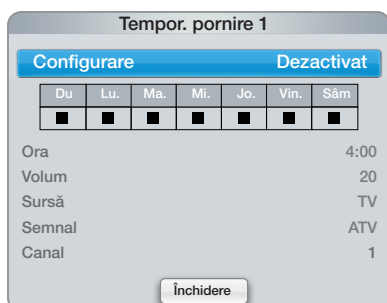 Tempor. pornire 1
Configurare Dezactivat
Du Lu. Ma. Mi. Jo. Vin. Sâm
Ora 4:00
Volum 20
Sursă TV
Semnal ATV
Canal 1
Închidere